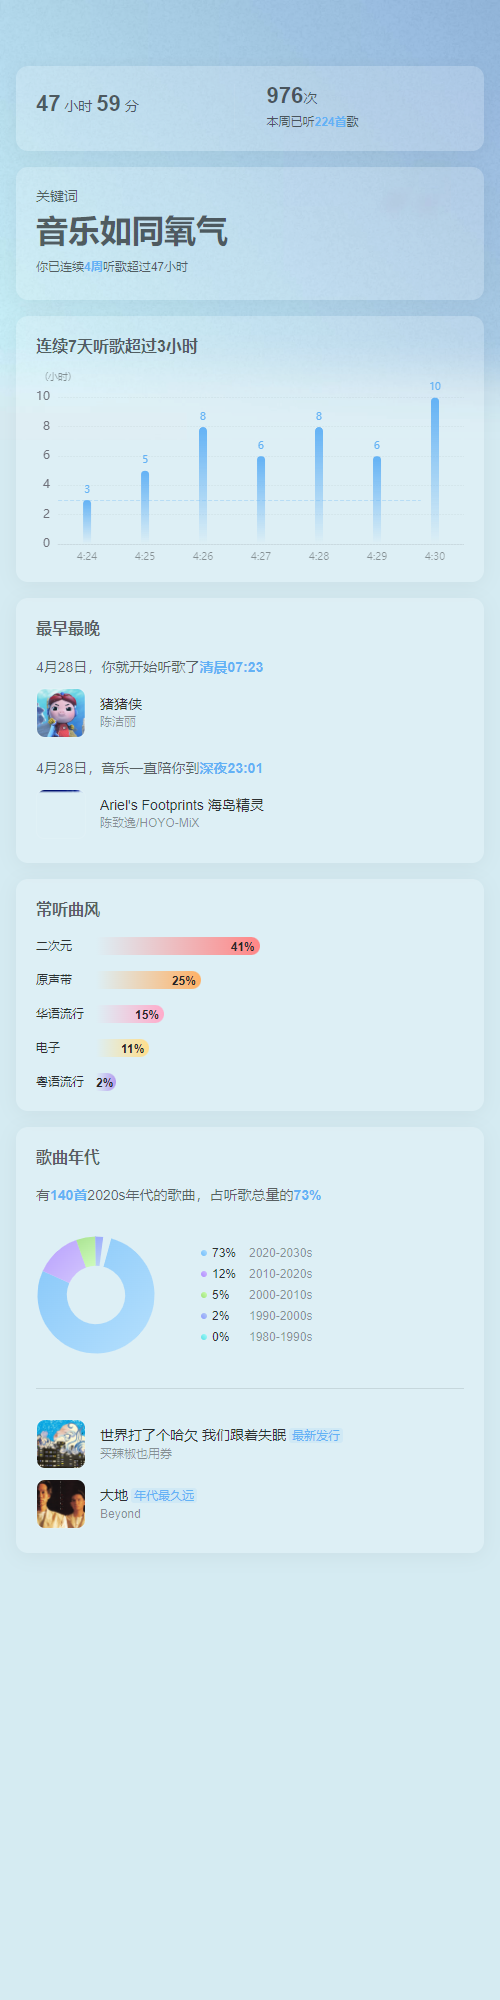 47 小时 59 分
976次
本周已听224首歌
关键词
音乐如同氧气
你已连续4周听歌超过47小时
连续7天听歌超过3小时
(小时)
10
8
6
4
2
0
3
5
8
6
8
6
10
4:24
4:25
4:26
4:27
4:28
4:29
4:30
最早最晚
4月28日，你就开始听歌了清晨07:23
猪猪侠
陈洁丽
4月28日，音乐一直陪你到深夜23:01
Ariel's Footprints 海岛精灵
陈致逸/HOYO-MiX
常听曲风
二次元 41%
原声带 25%
华语流行 15%
电子 11%
粤语流行 2%
歌曲年代
有140首2020s年代的歌曲，占听歌总量的73%
73% 2020-2030s
12% 2010-2020s
5% 2000-2010s
2% 1990-2000s
0% 1980-1990s
世界打了个哈欠 我们跟着失眠 最新发行
买辣椒也用券
大地 年代最久远
Beyond